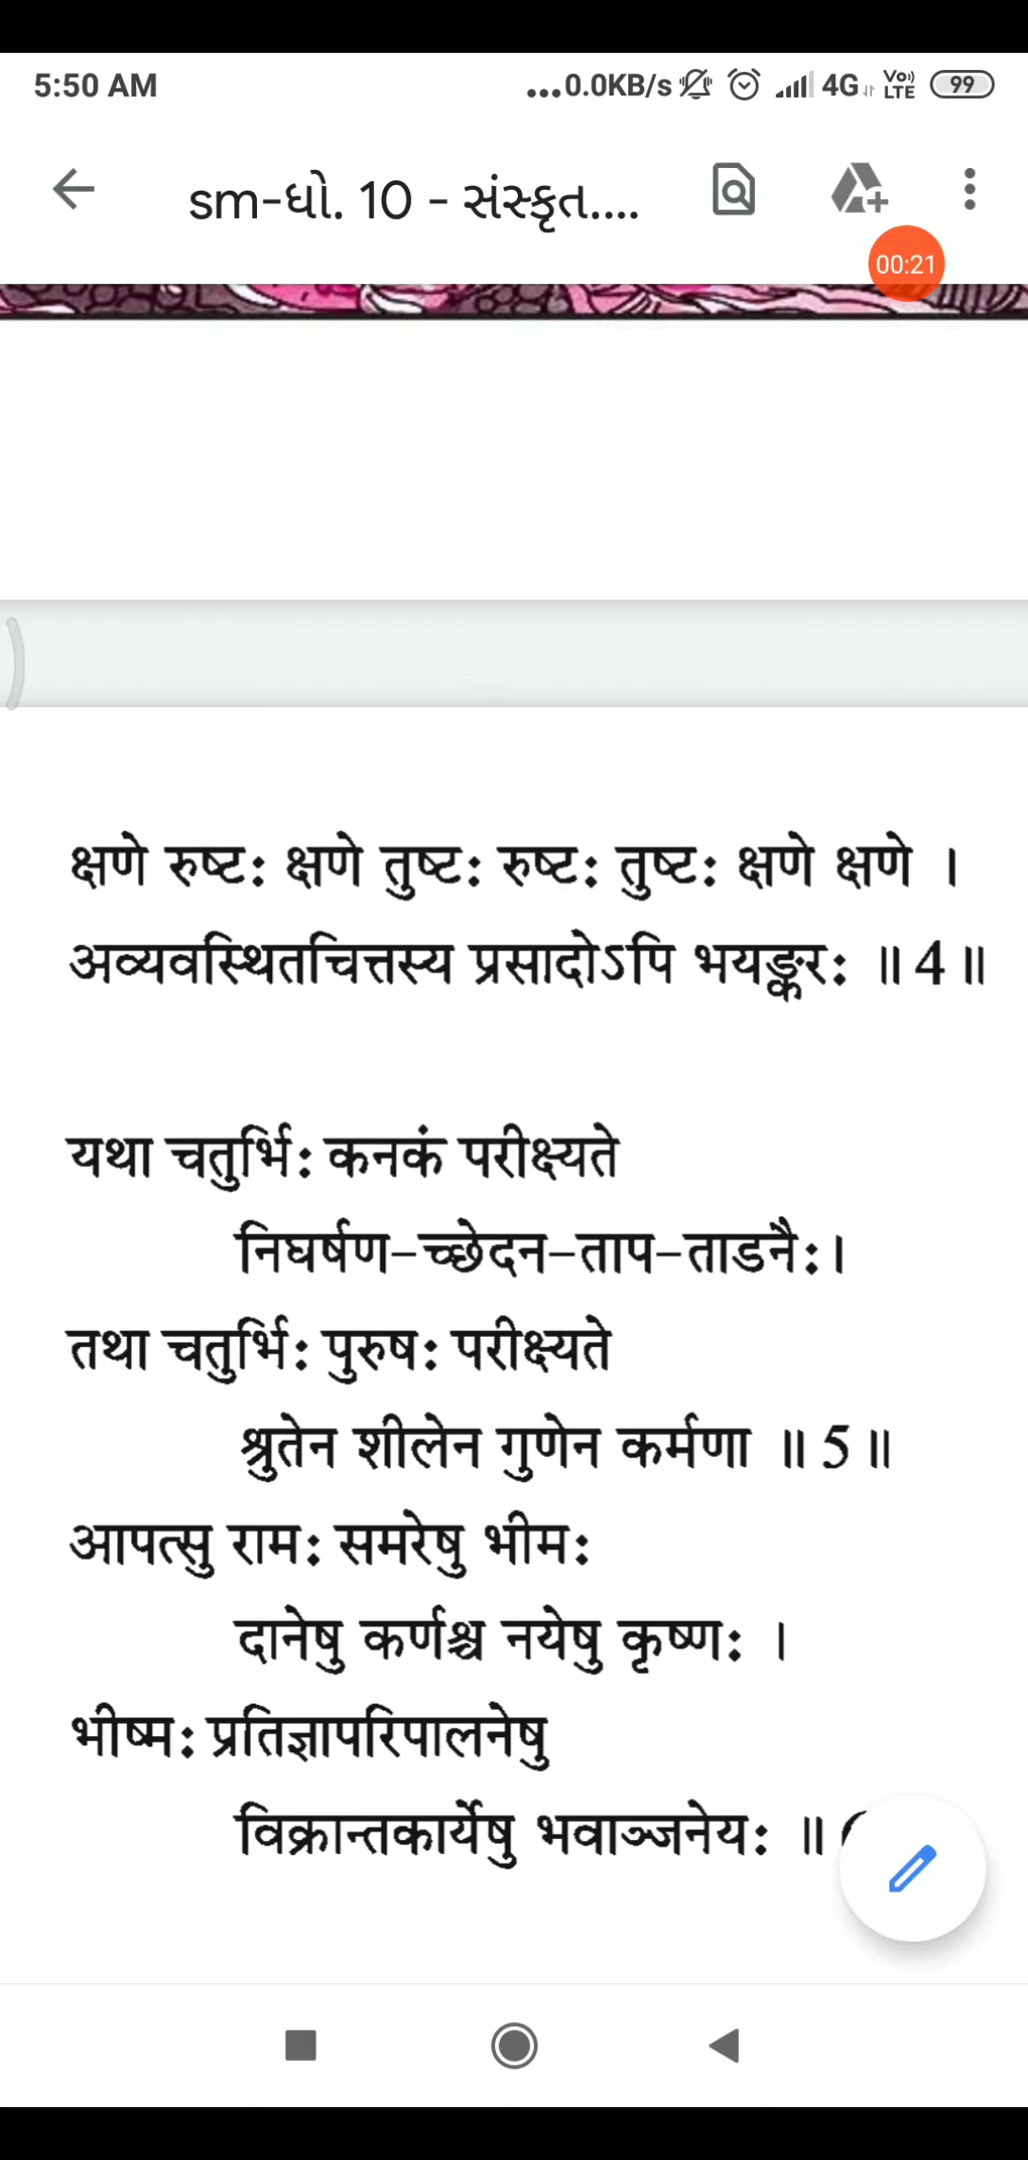 5:50 AM
...0.0KB/s 4G Vo)) LTE 99
sm-ધો. 10 - સંસ્કૃત....
00:21
क्षणे रुष्टः क्षणे तुष्टः रुष्टः तुष्टः क्षणे क्षणे ।
अव्यवस्थितचित्तस्य प्रसादोऽपि भयङ्करः ॥ 4 ॥
यथा चतुर्भिः कनकं परीक्ष्यते
निघर्षण-च्छेदन-ताप-ताडनैः।
तथा चतुर्भिः पुरुषः परीक्ष्यते
श्रुतेन शीलेन गुणेन कर्मणा ॥ 5 ॥
आपत्सु रामः समरेषु भीमः
दानेषु कर्णश्च नयेषु कृष्णः ।
भीष्मः प्रतिज्ञापरिपालनेषु
विक्रान्तकार्येषु भवाञ्जनेयः ॥